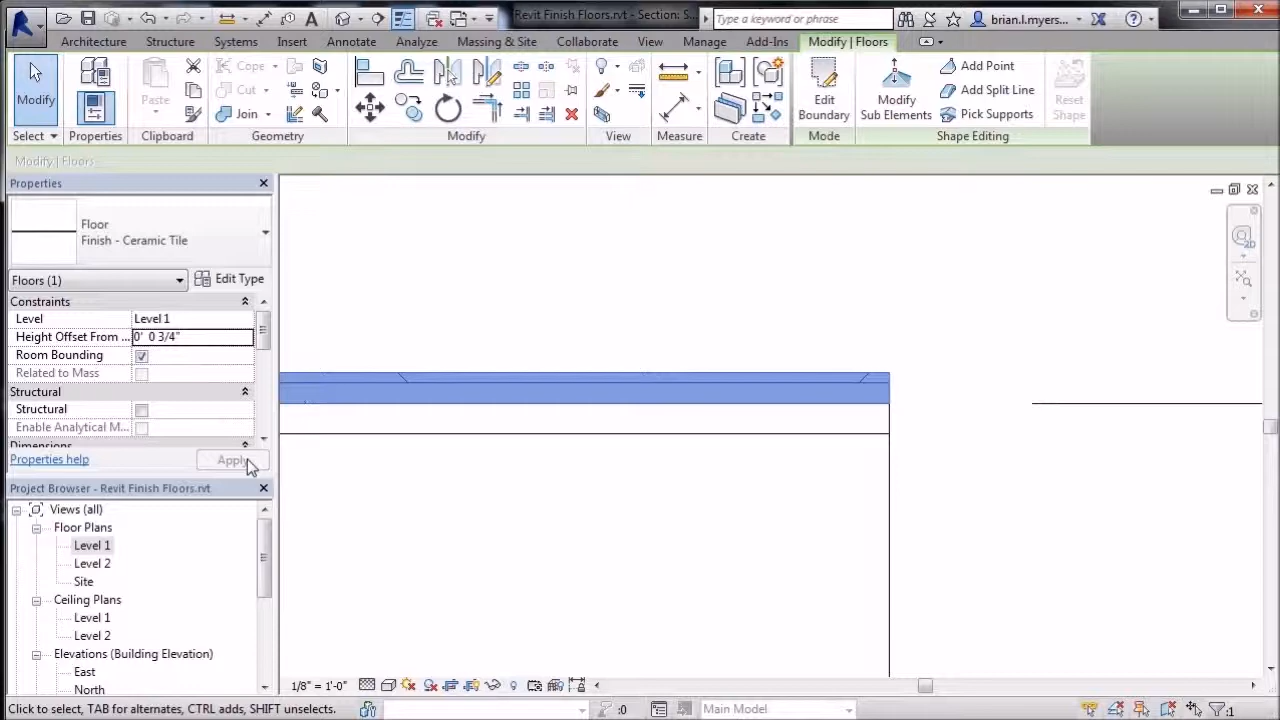 Revit Finish Floors.rvt - Section: S...
Type a keyword or phrase
brian.l.myers...
Architecture
Structure
Systems
Insert
Annotate
Analyze
Massing & Site
Collaborate
View
Manage
Add-Ins
Modify | Floors
Modify
Select
Properties
Paste
Clipboard
Cope
Cut
Join
Geometry
Modify
View
Measure
Create
Edit
Boundary
Mode
Modify
Sub Elements
Add Point
Add Split Line
Pick Supports
Reset
Shape
Shape Editing
Modify | Floors
Properties
Floor
Finish - Ceramic Tile
Floors (1)
Edit Type
Constraints
Level Level 1
Height Offset From ... 0' 0 3/4"
Room Bounding
Related to Mass
Structural
Structural
Enable Analytical M...
Dimensions
Properties help
Apply
Project Browser - Revit Finish Floors.rvt
Views (all)
Floor Plans
Level 1
Level 2
Site
Ceiling Plans
Level 1
Level 2
Elevations (Building Elevation)
East
North
2D
1/8" = 1'-0"
Click to select, TAB for alternates, CTRL adds, SHIFT unselects.
:0
Main Model
:1